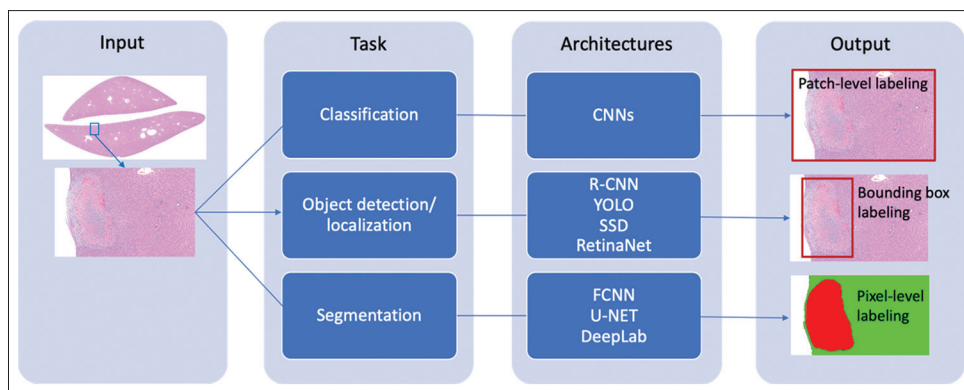 Input
Task
Architectures
Output
Classification
CNNs
Patch-level labeling
Object detection/
localization
R-CNN
YOLO
SSD
RetinaNet
Bounding box
labeling
Segmentation
FCNN
U-NET
DeepLab
Pixel-level
labeling